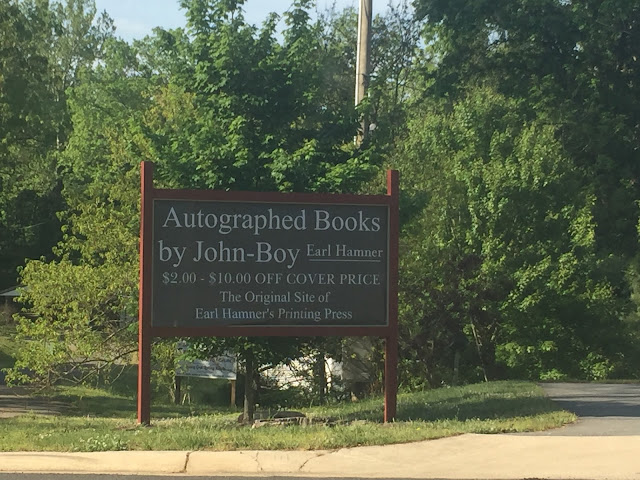 Autographed Books
by John-Boy Earl Hamner
$2.00 - $10.00 OFF COVER PRICE
The Original Site of
Earl Hamner's Printing Press